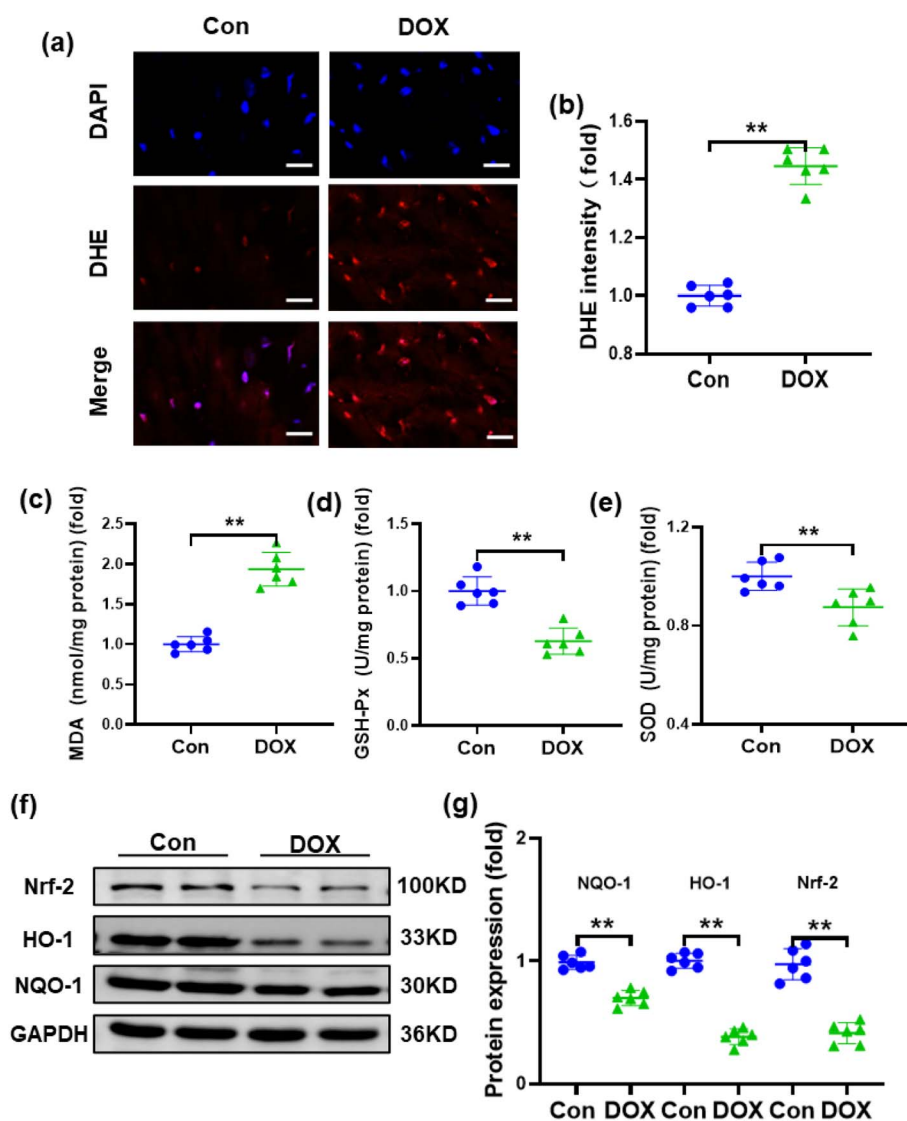 (a)
Con DOX
DAPI
DHE
Merge
(b)
DHE intensity（fold)
1.6
1.4
1.2
1.0
0.8
**
Con DOX
(c)
MDA (nmol/mg protein) (fold)
2.5
2.0
1.5
1.0
0.5
0.0
**
Con DOX
(d)
GSH-Px (U/mg protein) (fold)
1.5
1.0
0.5
0.0
**
Con DOX
(e)
SOD (U/mg protein) (fold)
1.2
0.8
0.4
**
Con DOX
(f)
Con DOX
Nrf-2 100KD
HO-1 33KD
NQO-1 30KD
GAPDH 36KD
(g)
Protein expression (fold)
2
1
0
NQO-1 HO-1 Nrf-2
** ** **
Con DOX Con DOX Con DOX